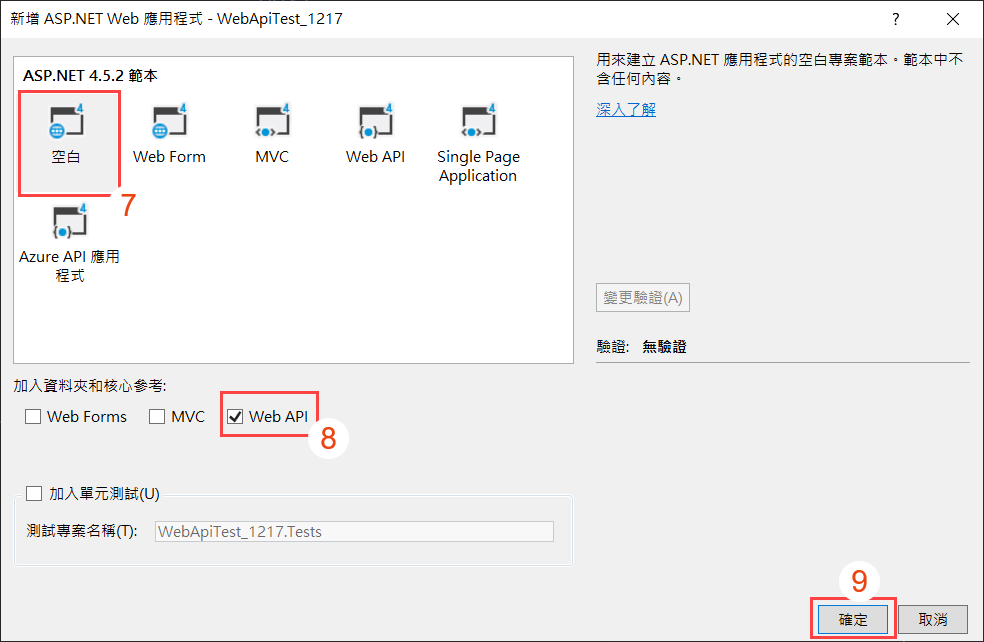 新增 ASP.NET Web 應用程式 - WebApiTest_1217
?
ASP.NET 4.5.2 範本
4
空白
4
Web Form
4
MVC
4
Web API
4
Single Page
Application
7
4
Azure API 應用
程式
用來建立 ASP.NET 應用程式的空白專案範本。範本中不
含任何內容。
深入了解
變更驗證(A)
驗證: 無驗證
加入資料夾和核心參考:
Web Forms
MVC
Web API
8
加入單元測試(U)
測試專案名稱(T): WebApiTest_1217.Tests
9
確定
取消